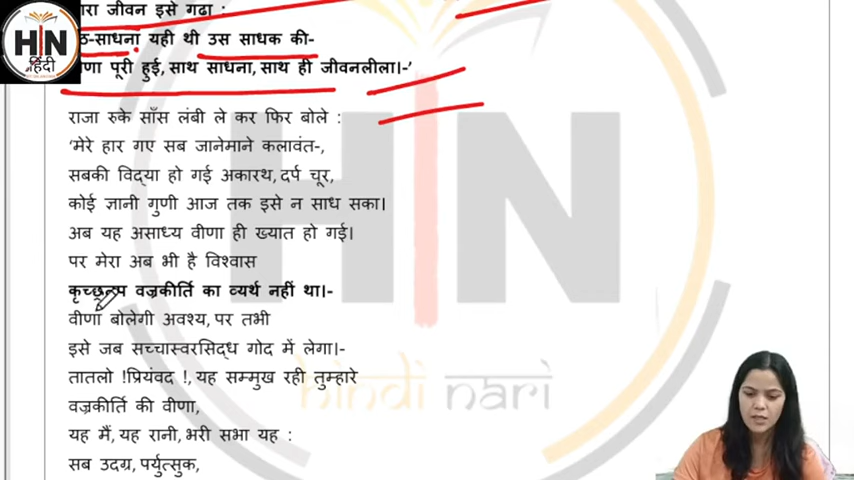 सारा जीवन इसे गढा :
हठ-साधना यही थी उस साधक की-
वीणा पूरी हुई, साथ साधना, साथ ही जीवनलीला।-'
राजा रुके साँस लंबी ले कर फिर बोले :
'मेरे हार गए सब जानेमाने कलावंत-,
सबकी विद्या हो गई अकारथ, दर्प चूर,
कोई ज्ञानी गुणी आज तक इसे न साध सका।
अब यह असाध्य वीणा ही ख्यात हो गई।
पर मेरा अब भी है विश्वास
कृच्छ्रतप वज्रकीर्ति का व्यर्थ नहीं था।-
वीणा बोलेगी अवश्य, पर तभी
इसे जब सच्चास्वरसिद्ध गोद में लेगा।-
तातलो !प्रियंवद !, यह सम्मुख रही तुम्हारे
वज्रकीर्ति की वीणा,
यह मैं, यह रानी, भरी सभा यह :
सब उदग्र, पर्युत्सुक,
HIN
हिंदी
HIN
hindi nari